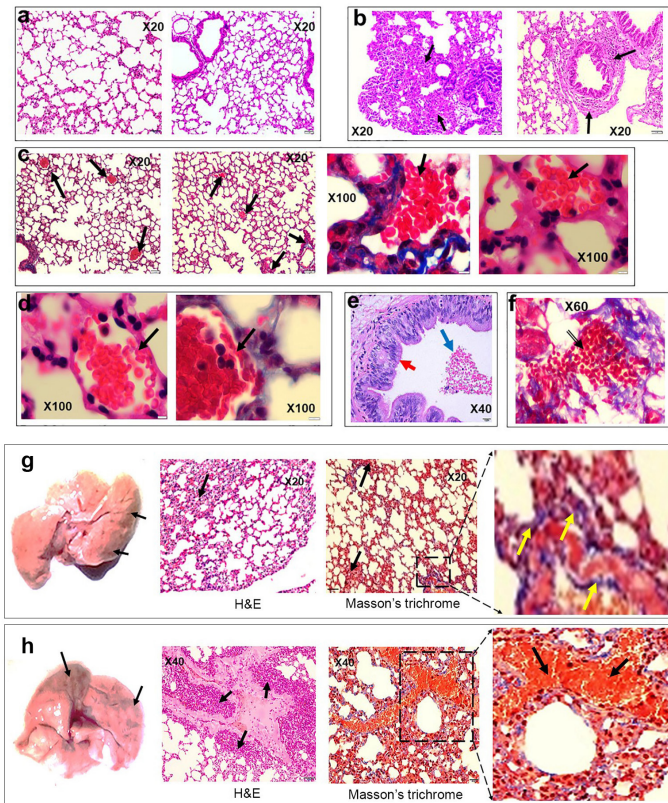 a
X20
X20
b
X20
X20
c
X20
X20
X100
X100
d
X100
X100
e
X40
f
X60
g
X20
X20
H&E
Masson's trichrome
h
X40
X40
H&E
Masson's trichrome